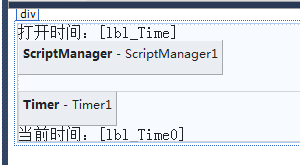 div
打开时间：[lbl_Time]
ScriptManager - ScriptManager1
Timer - Timer1
当前时间：[lbl_Time0]